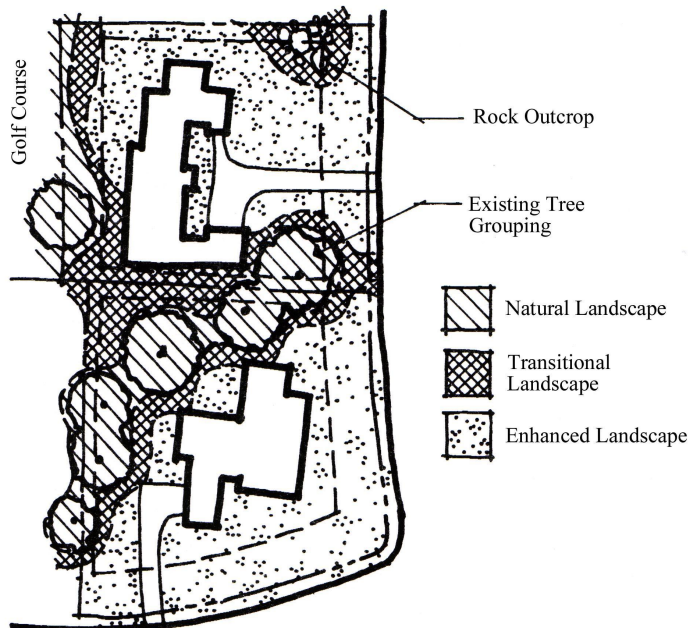 Golf Course
Rock Outcrop
Existing Tree
Grouping
Natural Landscape
Transitional
Landscape
Enhanced Landscape